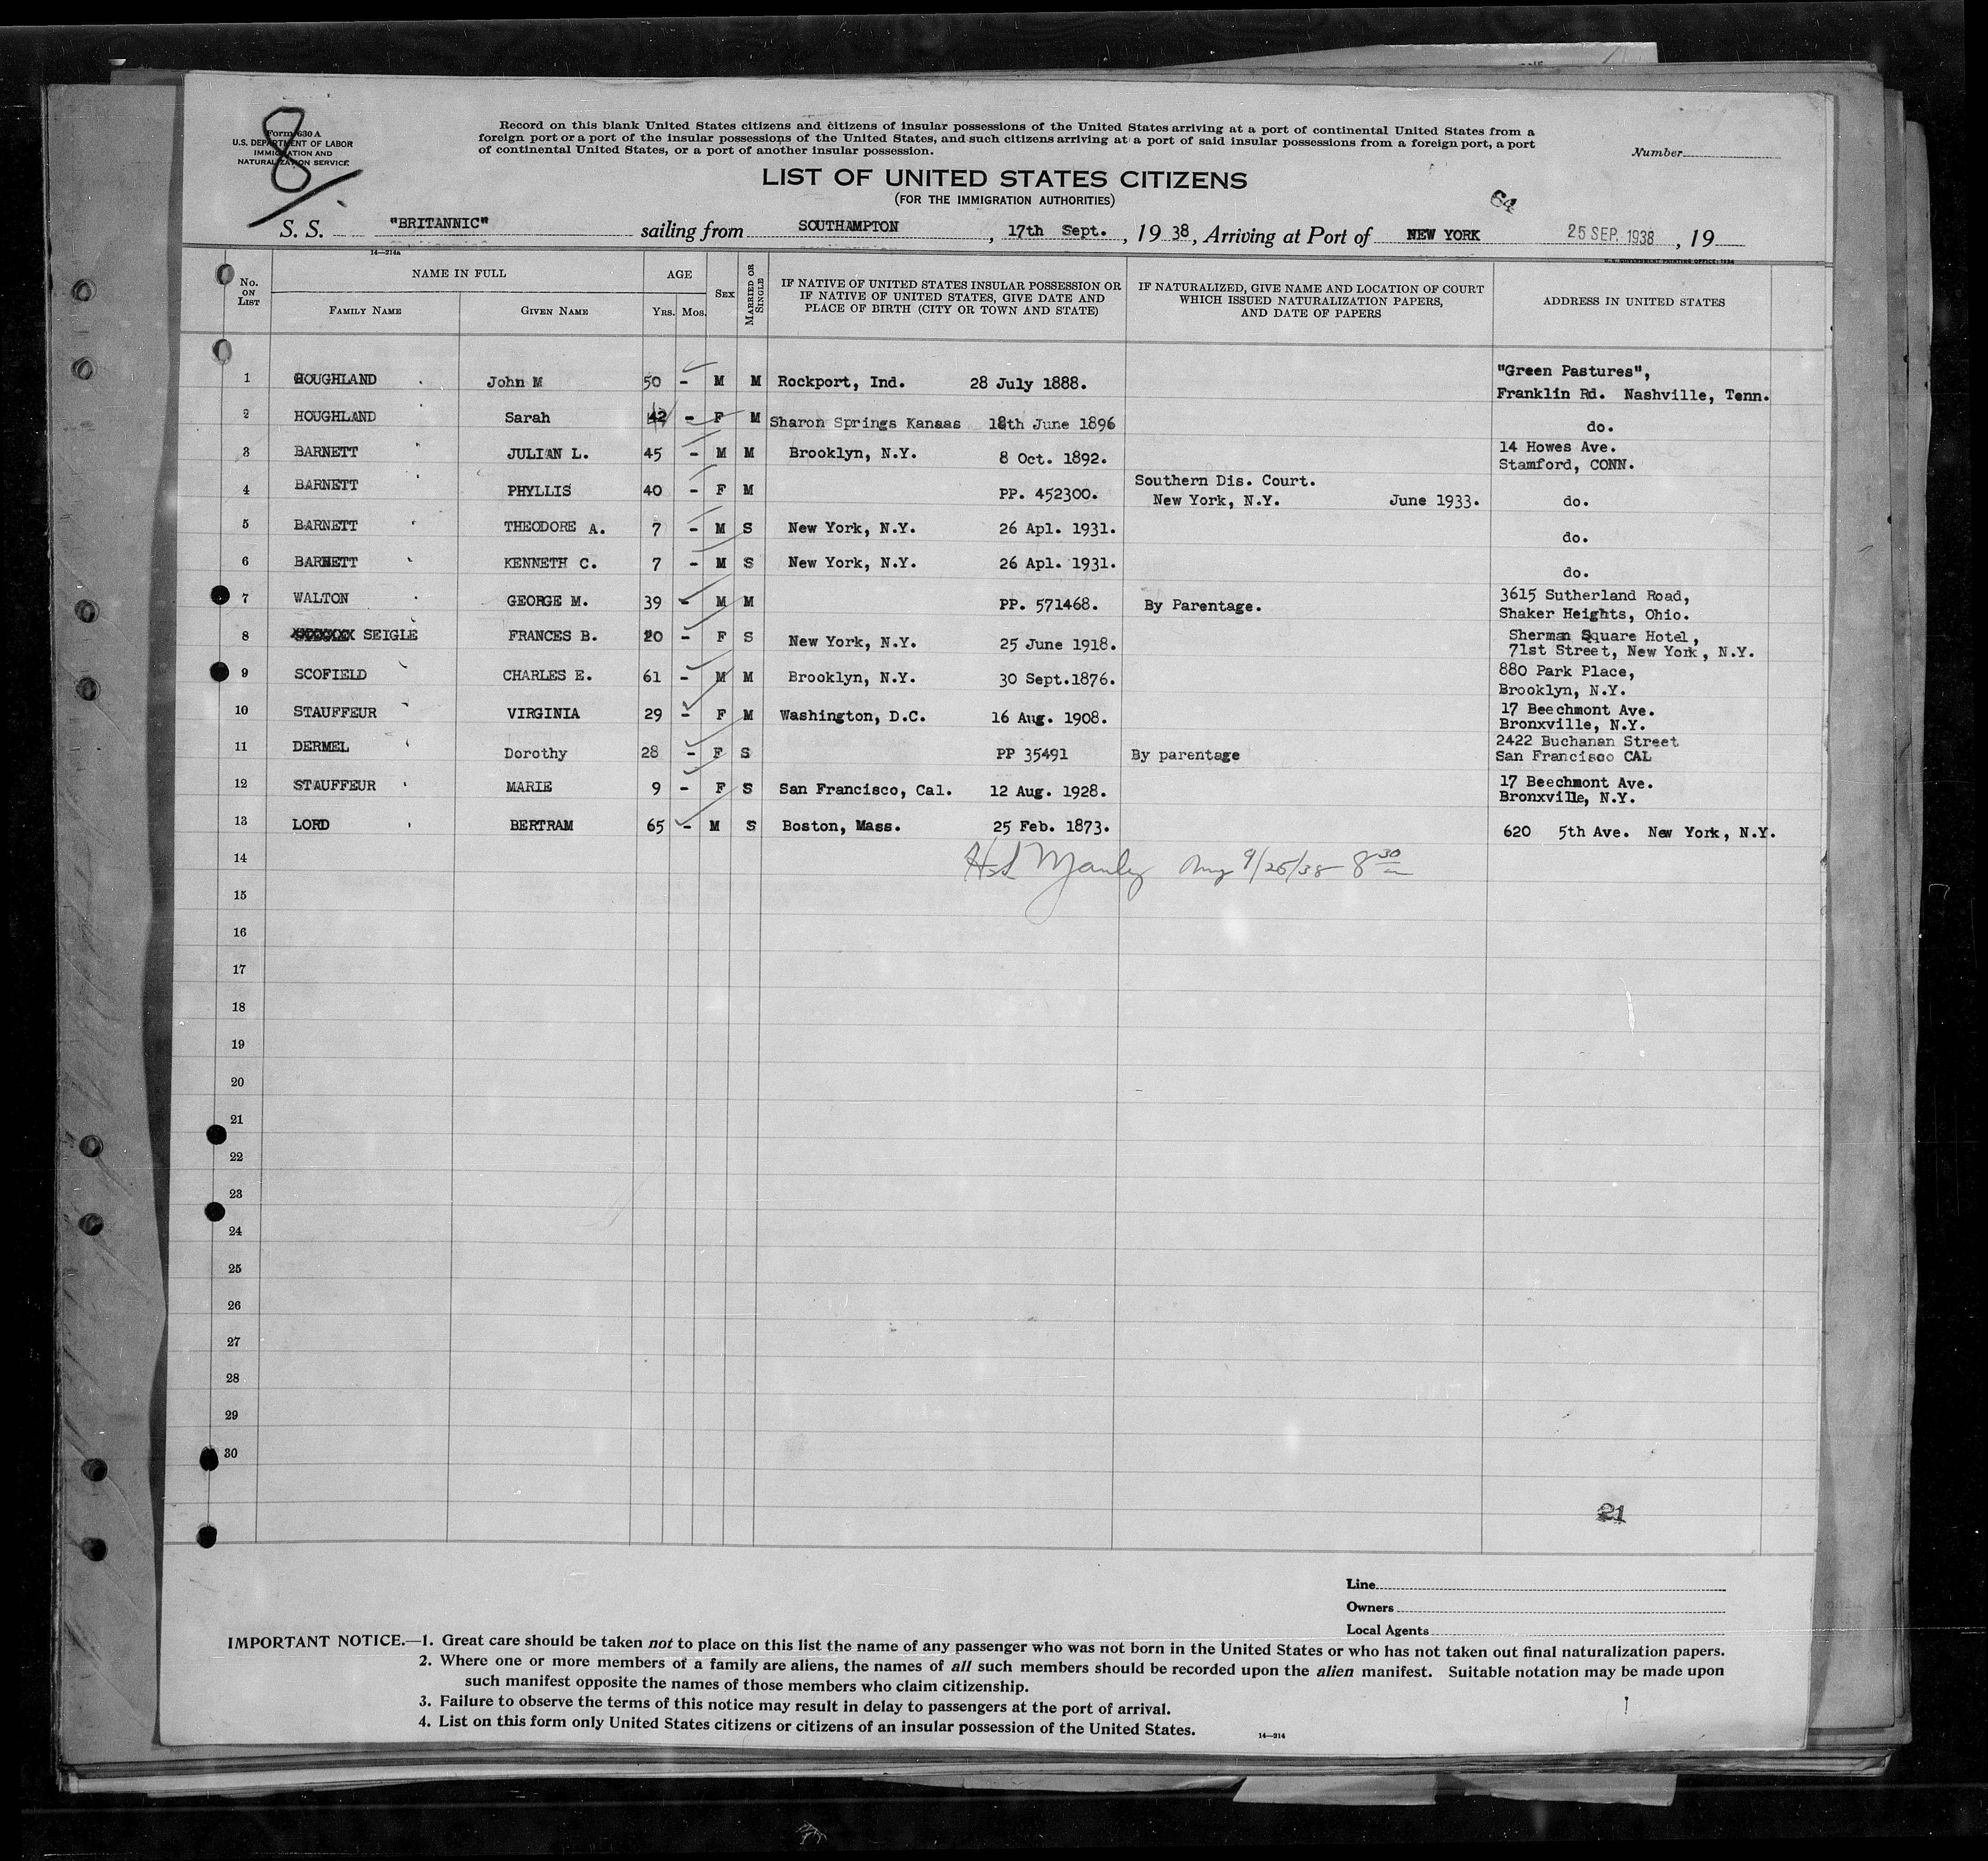 8
Form 630 A
U.S. DEPARTMENT OF LABOR
IMMIGRATION AND
NATURALIZATION SERVICE
Record on this blank United States citizens and citizens of insular possessions of the United States arriving at a port of continental United States from a
foreign port or a port of the insular possessions of the United States, and such citizens arriving at a port of said insular possessions from a foreign port, a port
of continental United States, or a port of another insular possession.
Number
LIST OF UNITED STATES CITIZENS
(FOR THE IMMIGRATION AUTHORITIES)
64
S. S. "BRITANNIC" sailing from SOUTHAMPTON, 17th Sept., 19 38, Arriving at Port of NEW YORK 25 SEP. 1938, 19
14—214a
U.S. GOVERNMENT PRINTING OFFICE: 1934
No. ON LIST NAME IN FULL FAMILY NAME GIVEN NAME AGE YRS. MOS. SEX MARRIED OR SINGLE IF NATIVE OF UNITED STATES INSULAR POSSESSION OR IF NATIVE OF UNITED STATES, GIVE DATE AND PLACE OF BIRTH (CITY OR TOWN AND STATE) IF NATURALIZED, GIVE NAME AND LOCATION OF COURT WHICH ISSUED NATURALIZATION PAPERS, AND DATE OF PAPERS ADDRESS IN UNITED STATES
1 HOUGHLAND John M 50 - M M Rockport, Ind. 28 July 1888. "Green Pastures", Franklin Rd. Nashville, Tenn.
2 HOUGHLAND Sarah 42 - F M Sharon Springs Kansas 18th June 1896 do.
3 BARNETT JULIAN L. 45 - M M Brooklyn, N.Y. 8 Oct. 1892. 14 Howes Ave. Stamford, CONN.
4 BARNETT PHYLLIS 40 - F M PP. 452300. Southern Dis. Court. New York, N.Y. June 1933. do.
5 BARNETT THEODORE A. 7 - M S New York, N.Y. 26 Apl. 1931. do.
6 BARNETT KENNETH C. 7 - M S New York, N.Y. 26 Apl. 1931. do.
7 WALTON GEORGE M. 39 - M M PP. 571468. By Parentage. 3615 Sutherland Road, Shaker Heights, Ohio.
8 SEIGLE FRANCES B. 20 - F S New York, N.Y. 25 June 1918. Sherman Square Hotel, 71st Street, New York, N.Y.
9 SCOFIELD CHARLES E. 61 - M M Brooklyn, N.Y. 30 Sept.1876. 880 Park Place, Brooklyn, N.Y.
10 STAUFFEUR VIRGINIA 29 - F M Washington, D.C. 16 Aug. 1908. 17 Beechmont Ave. Bronxville, N.Y.
11 DERMEL Dorothy 28 - F S PP 35491 By parentage 2422 Buchanan Street San Francisco CAL
12 STAUFFEUR MARIE 9 - F S San Francisco, Cal. 12 Aug. 1928. 17 Beechmont Ave. Bronxville, N.Y.
13 LORD BERTRAM 65 - M S Boston, Mass. 25 Feb. 1873. 620 5th Ave. New York, N.Y.
14 Manley 9/25/38 8 30
15
16
17
18
19
20
21
22
23
24
25
26
27
28
29
30
21
Line
Owners
Local Agents
IMPORTANT NOTICE.—1. Great care should be taken not to place on this list the name of any passenger who was not born in the United States or who has not taken out final naturalization papers.
2. Where one or more members of a family are aliens, the names of all such members should be recorded upon the alien manifest. Suitable notation may be made upon
such manifest opposite the names of those members who claim citizenship.
3. Failure to observe the terms of this notice may result in delay to passengers at the port of arrival.
4. List on this form only United States citizens or citizens of an insular possession of the United States.
14—214